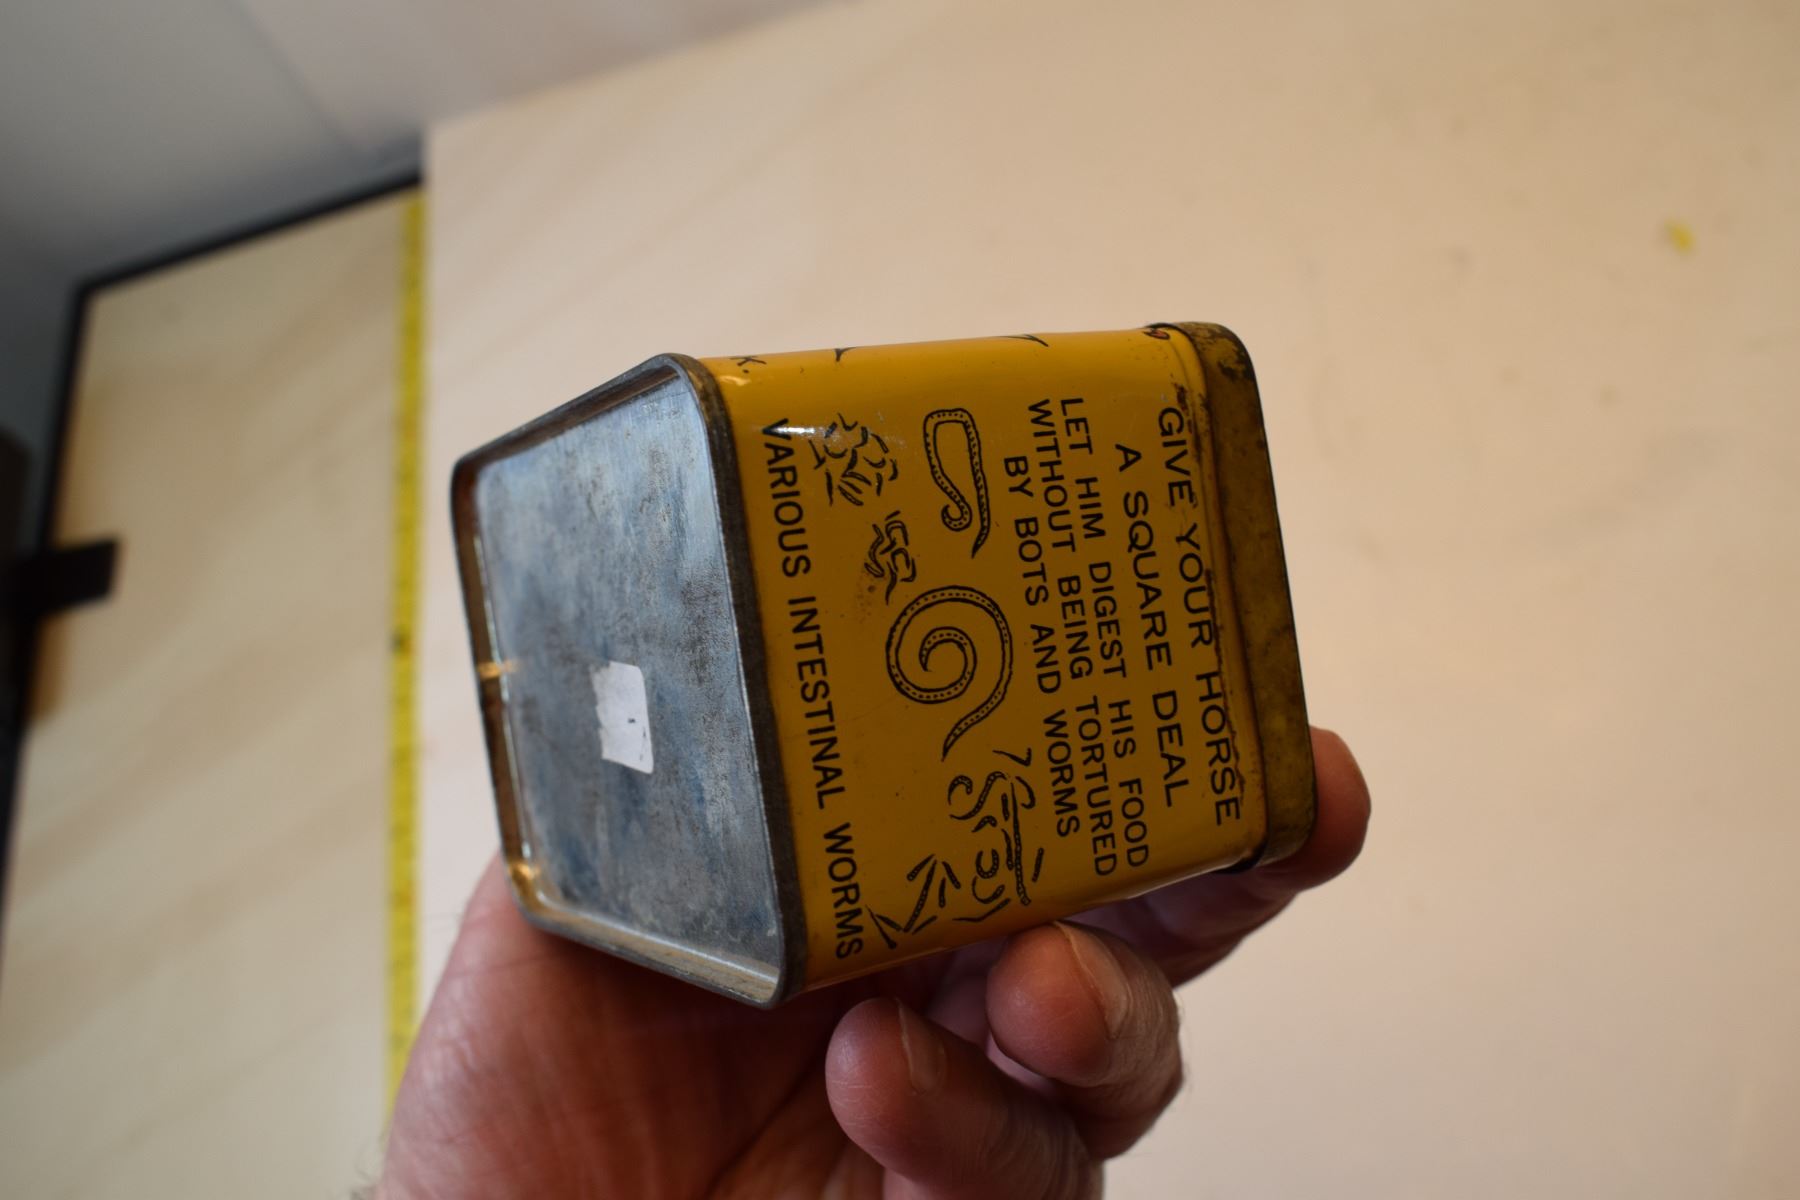 GIVE YOUR HORSE
A SQUARE DEAL
LET HIM DIGEST HIS FOOD
WITHOUT BEING TORTURED
BY BOTS AND WORMS
VARIOUS INTESTINAL WORMS
K.